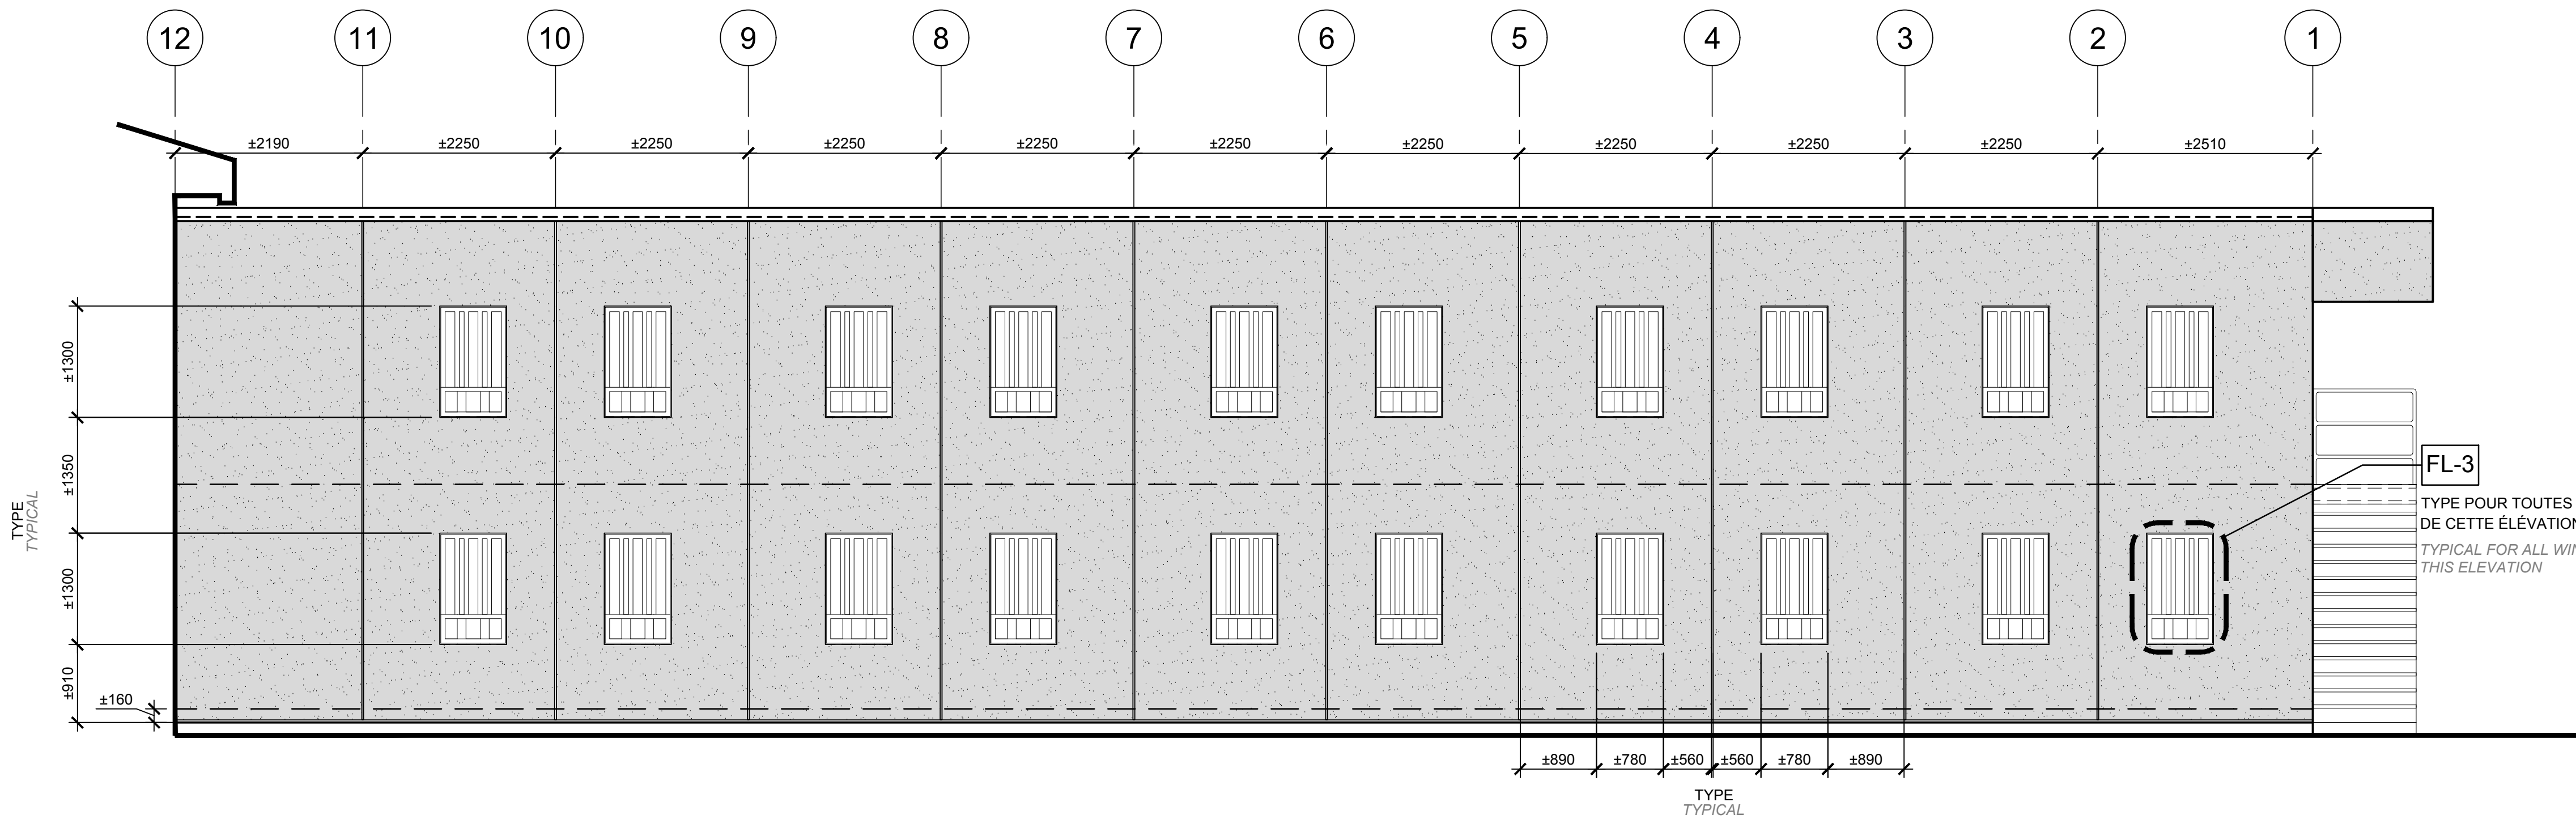 12 11 10 9 8 7 6 5 4 3 2 1
±2190 ±2250 ±2250 ±2250 ±2250 ±2250 ±2250 ±2250 ±2250 ±2250 ±2510
±1300
±1350
±1300
±910
±160
TYPE
TYPICAL
FL-3
TYPE POUR TOUTES
DE CETTE ÉLÉVATION
TYPICAL FOR ALL
THIS ELEVATION
±890 ±780 ±560 ±560 ±780 ±890
TYPE
TYPICAL